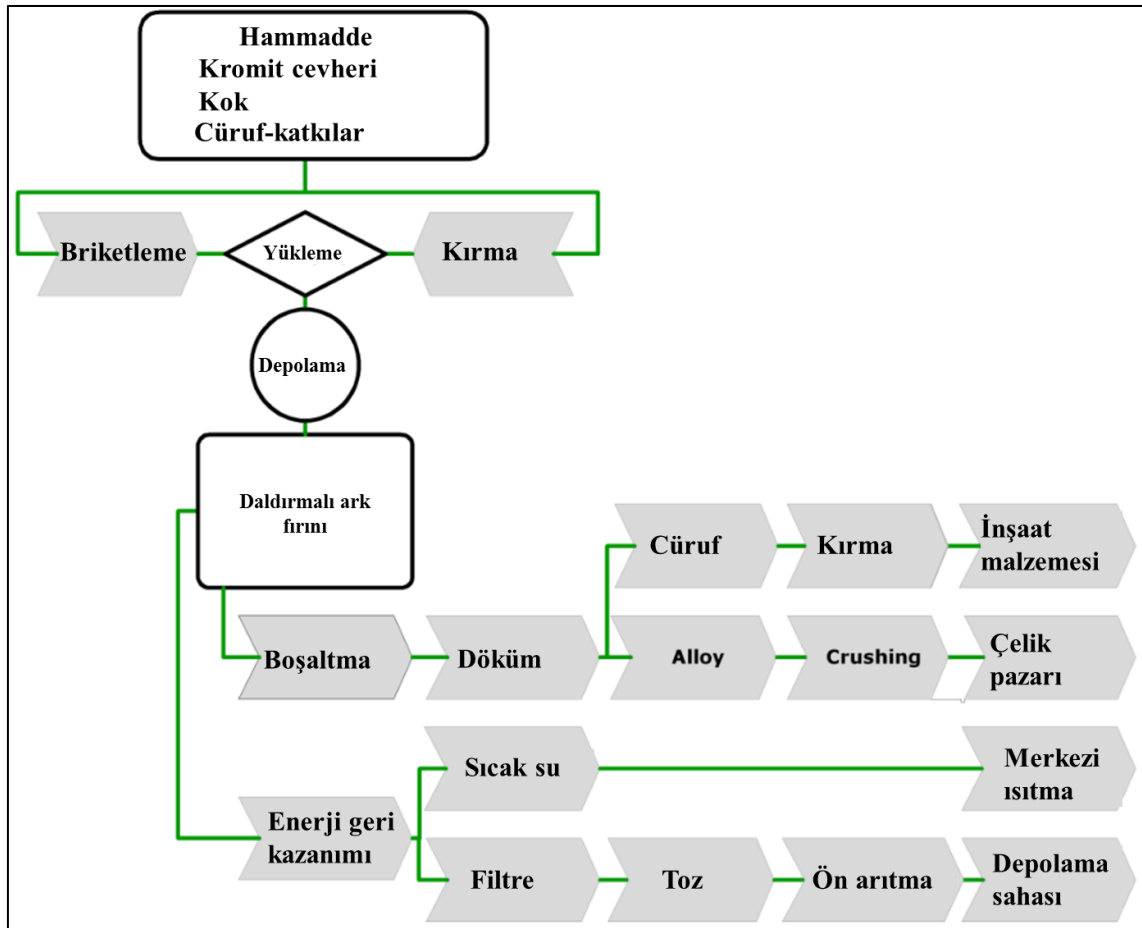 Hammadde
Kromit cevheri
Kok
Cüruf-katkılar
Briketleme
Yükleme
Kırma
Depolama
Daldırmalı ark
fırını
Cüruf
Kırma
İnşaat
malzemesi
Boşaltma
Döküm
Alloy
Crushing
Çelik
pazarı
Sıcak su
Merkezi
ısıtma
Enerji geri
kazanımı
Filtre
Toz
Ön arıtma
Depolama
sahası